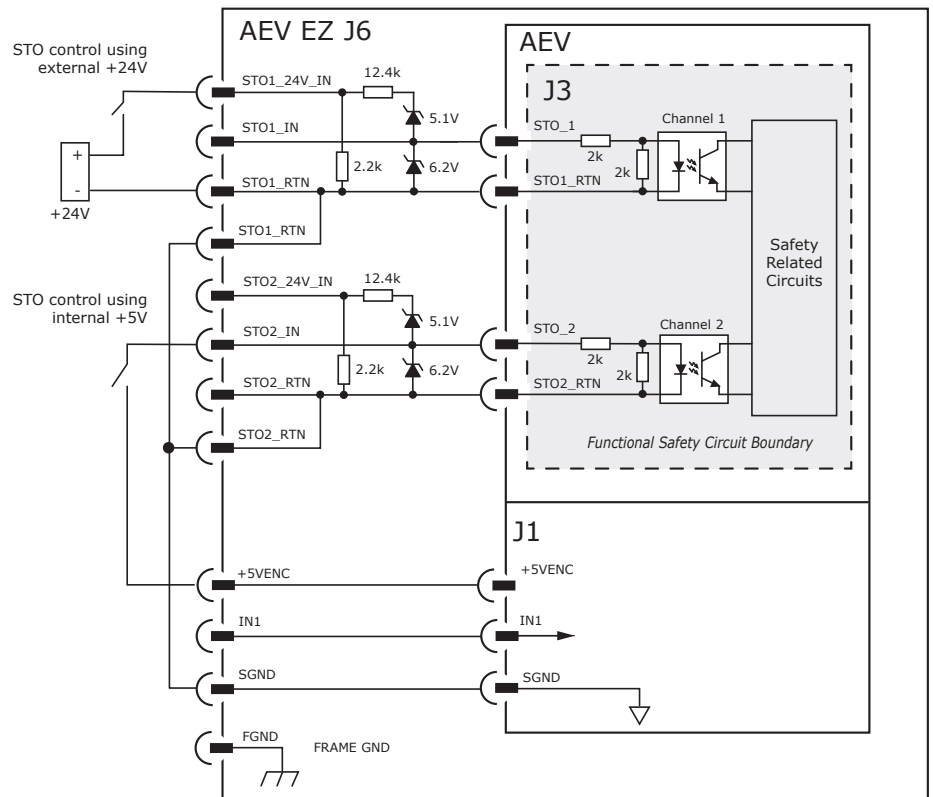 AEV EZ J6
AEV
STO control using
external +24V
STO1_24V_IN
12.4k
J3
5.1V
STO1_IN
STO_1
Channel 1
2k
2.2k
6.2V
2k
STO1_RTN
STO1_RTN
+
-
+24V
STO1_RTN
Safety
Related
Circuits
STO2_24V_IN
12.4k
STO control using
internal +5V
5.1V
STO2_IN
STO_2
Channel 2
2k
2.2k
6.2V
2k
STO2_RTN
STO2_RTN
STO2_RTN
Functional Safety Circuit Boundary
J1
+5VENC
+5VENC
IN1
IN1
SGND
SGND
FGND
FRAME GND